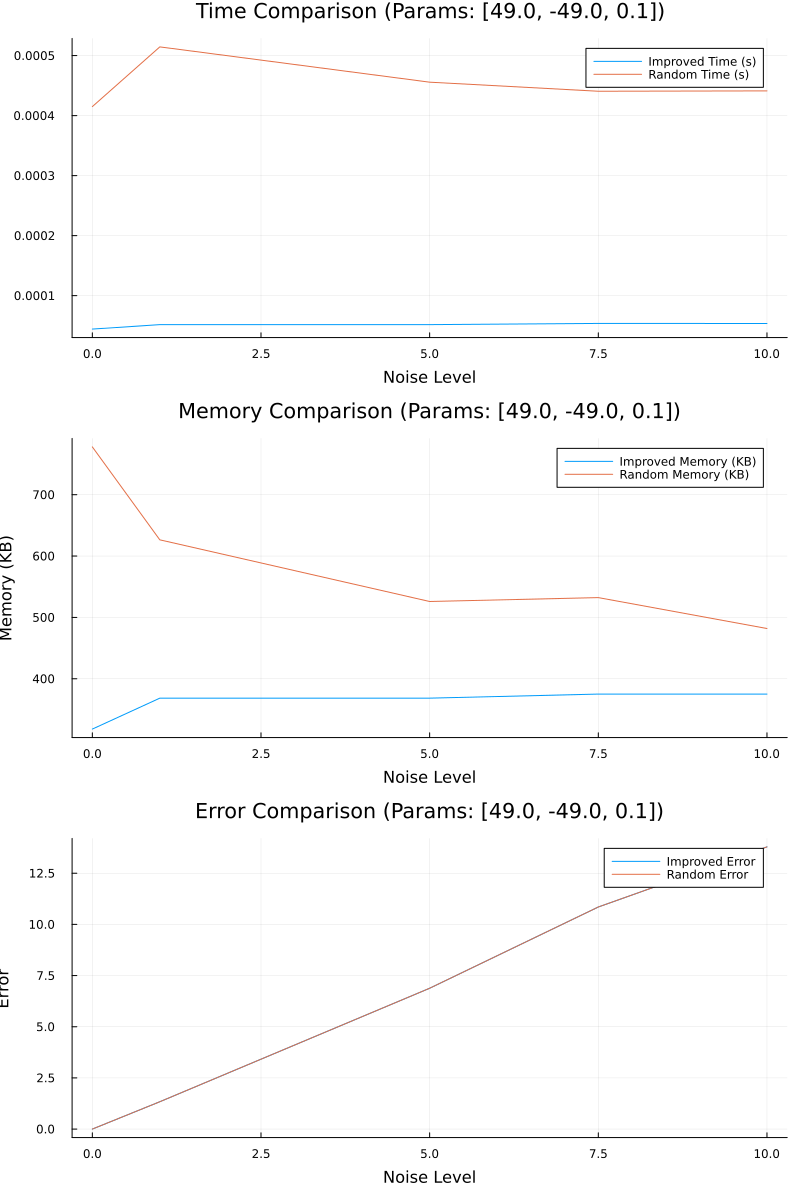 Time Comparison (Params: [49.0, -49.0, 0.1])
0.0005
0.0004
0.0003
0.0002
0.0001
Improved Time (s)
Random Time (s)
0.0 2.5 5.0 7.5 10.0
Noise Level
Memory Comparison (Params: [49.0, -49.0, 0.1])
Memory (KB)
700
600
500
400
Improved Memory (KB)
Random Memory (KB)
0.0 2.5 5.0 7.5 10.0
Noise Level
Error Comparison (Params: [49.0, -49.0, 0.1])
Error
12.5
10.0
7.5
5.0
2.5
0.0
Improved Error
Random Error
0.0 2.5 5.0 7.5 10.0
Noise Level